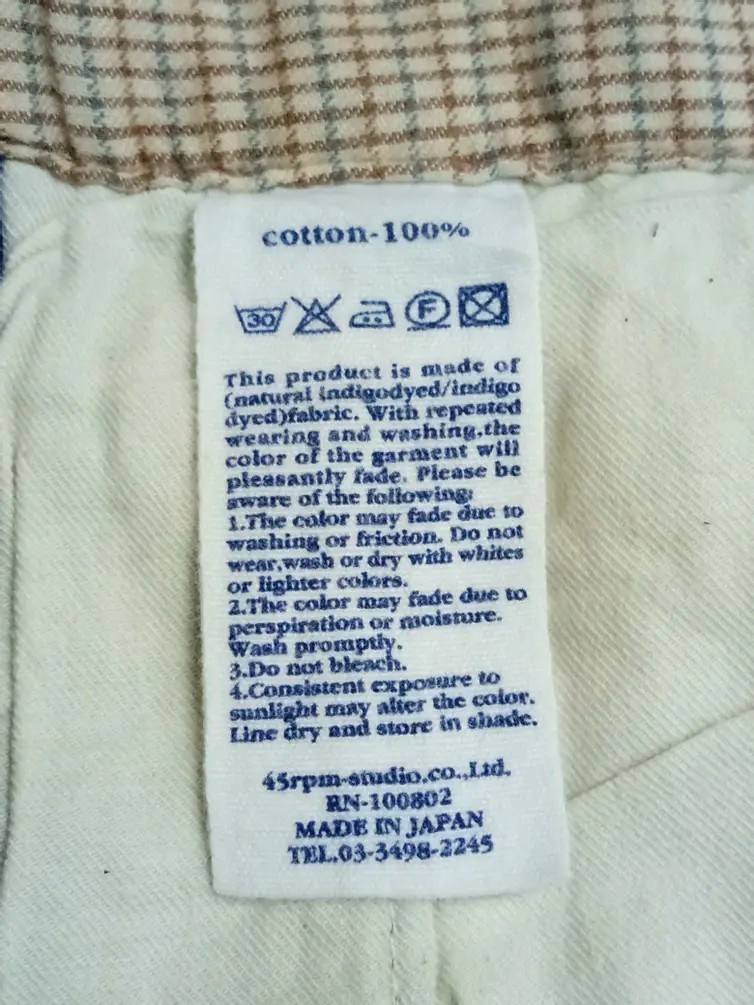 cotton-100%
30 F
This product is made of
(natural indigodyed/indigo
dyed)fabric. With repeated
wearing and washing,the
color of the garment will
pleasantly fade. Please be
aware of the following:
1.The color may fade due to
washing or friction. Do not
wear,wash or dry with whites
or lighter colors.
2.The color may fade due to
perspiration or moisture.
Wash promptly.
3.Do not bleach.
4.Consistent exposure to
sunlight may alter the color.
Line dry and store in shade.
45rpm-studio.co.,Ltd.
RN-100802
MADE IN JAPAN
TEL.03-3498-2245